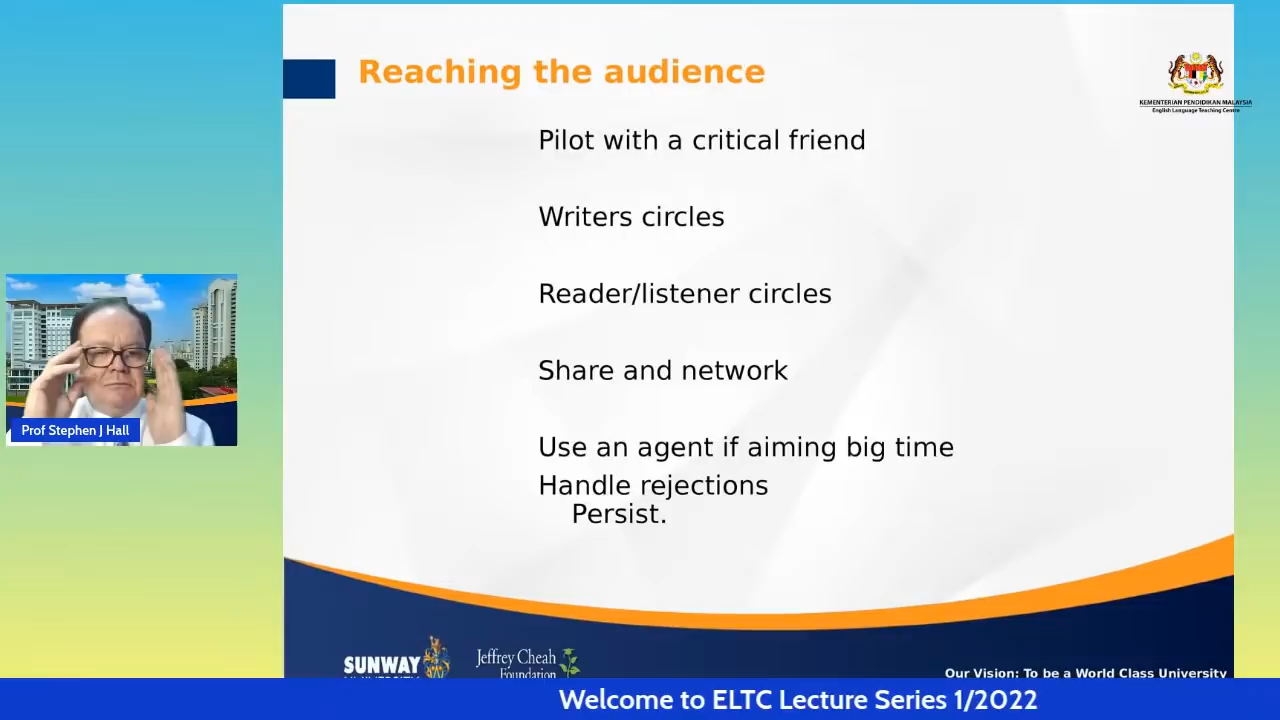 Reaching the audience
KEMENTERIAN PENDIDIKAN MALAYSIA
English Language Teaching Centre
Pilot with a critical friend
Writers circles
Reader/listener circles
Share and network
Use an agent if aiming big time
Handle rejections
Persist.
Prof Stephen J Hall
SUNWAY
Jeffrey Cheah
Foundation
Our Vision: To be a World Class University
Welcome to ELTC Lecture Series 1/2022